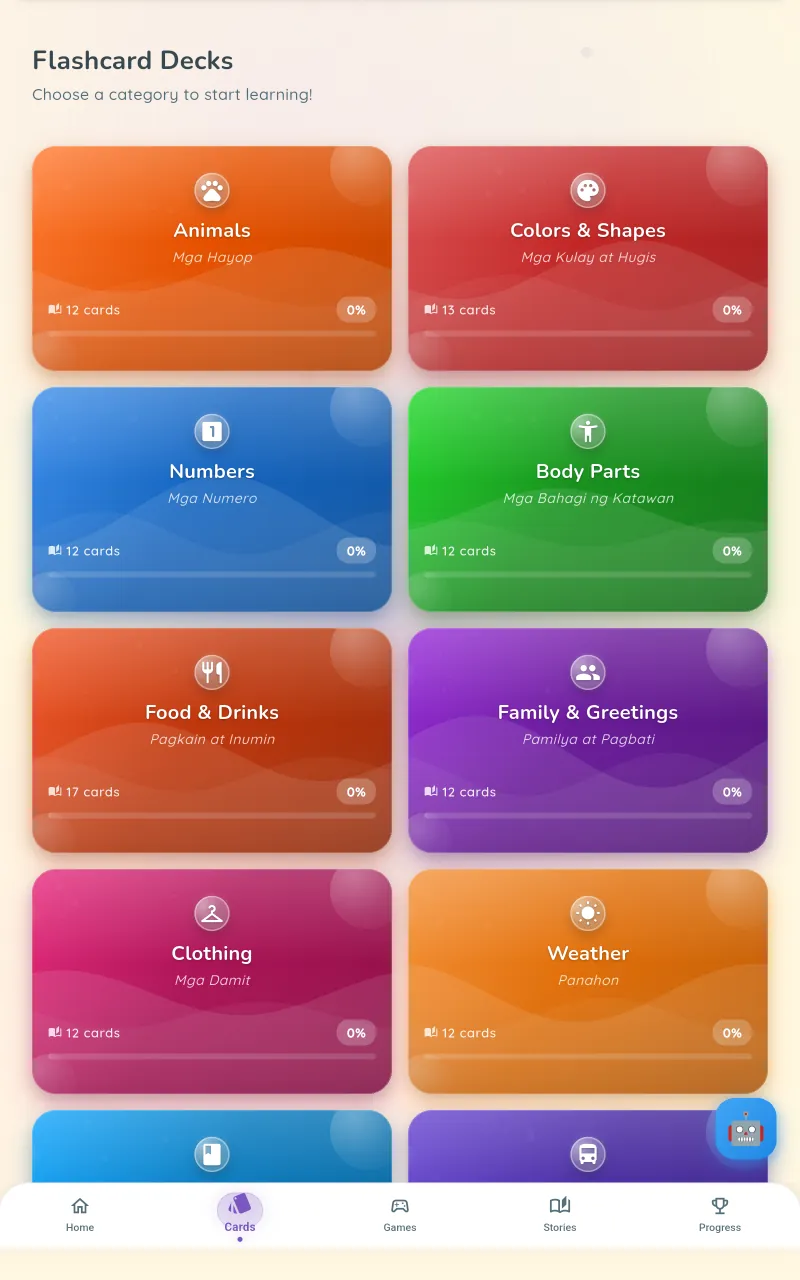 Flashcard Decks
Choose a category to start learning!
Animals
Mga Hayop
12 cards
0%
Colors & Shapes
Mga Kulay at Hugis
13 cards
0%
1
Numbers
Mga Numero
12 cards
0%
Body Parts
Mga Bahagi ng Katawan
12 cards
0%
Food & Drinks
Pagkain at Inumin
17 cards
0%
Family & Greetings
Pamilya at Pagbati
12 cards
0%
Clothing
Mga Damit
12 cards
0%
Weather
Panahon
12 cards
0%
Home
Cards
Games
Stories
Progress